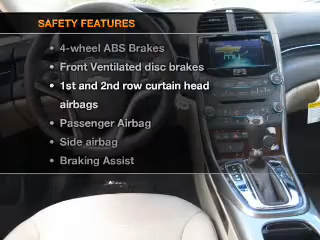 SAFETY FEATURES
• 4-wheel ABS Brakes
• Front Ventilated disc brakes
• 1st and 2nd row curtain head
airbags
• Passenger Airbag
• Side airbag
• Braking Assist